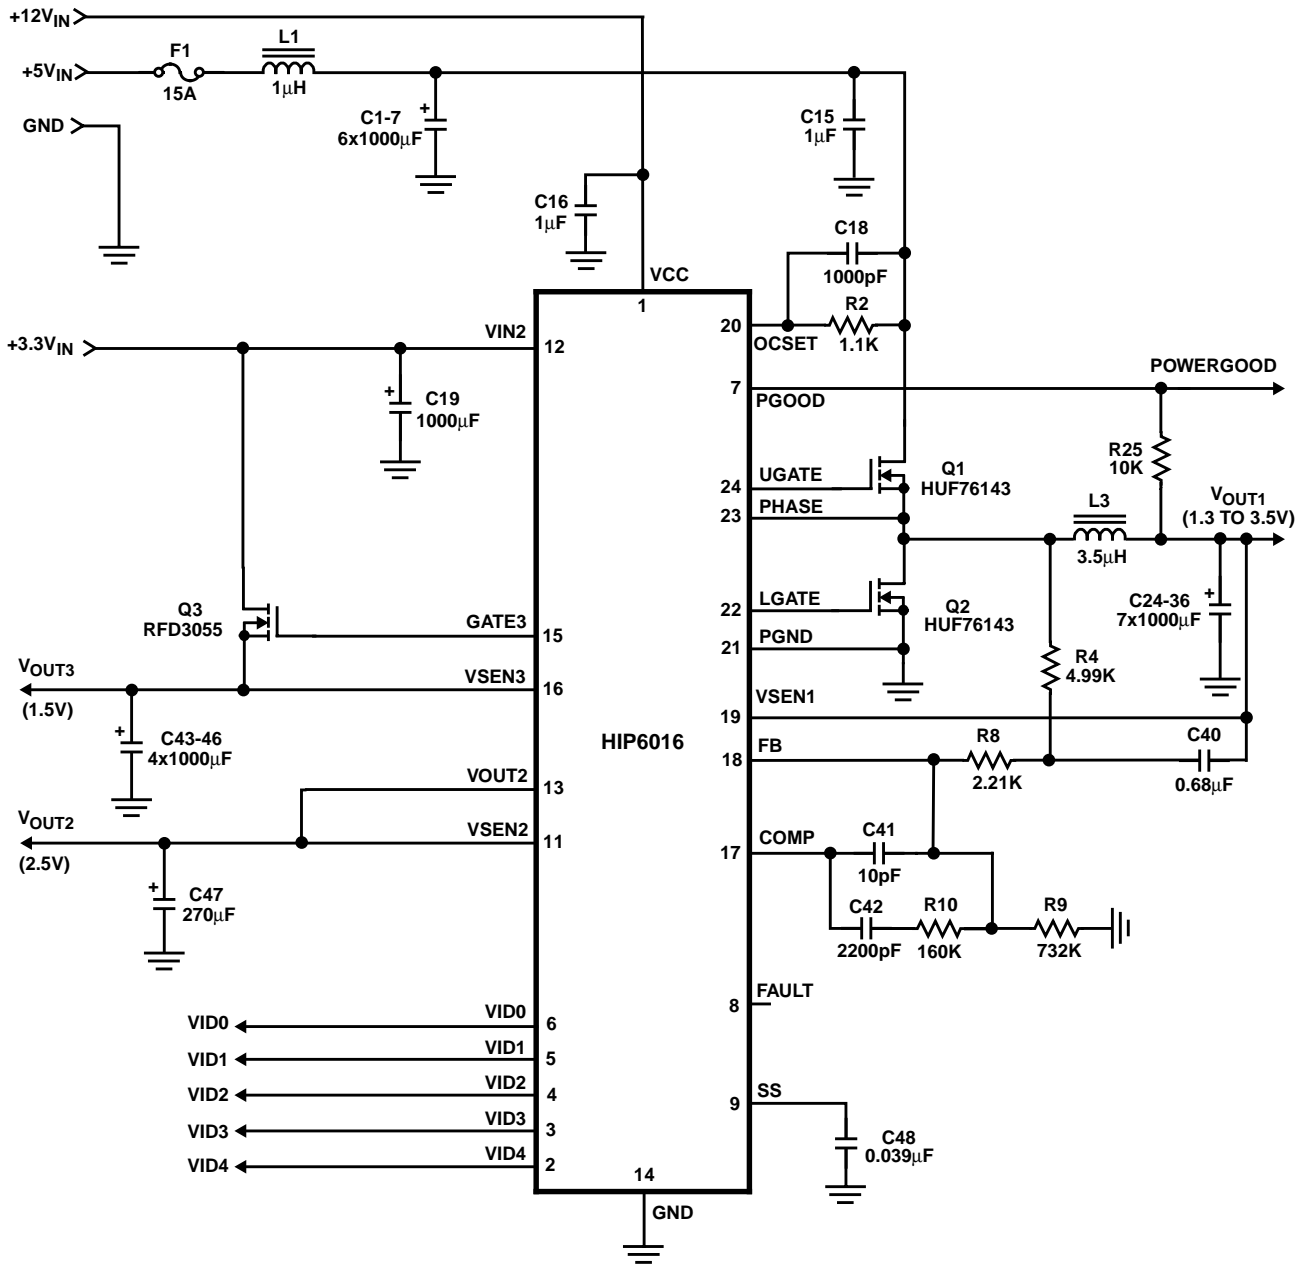 +12VIN
F1
L1
+5VIN
15A
1μH
GND
C1-7
6x1000μF
+
C15
1μF
C16
1μF
C18
1000pF
VCC
1
R2
1.1K
20
OCSET
+3.3VIN
VIN2
12
+
C19
1000μF
7
PGOOD
POWERGOOD
R25
10K
UGATE
24
Q1
HUF76143
PHASE
23
L3
3.5μH
VOUT1
(1.3 TO 3.5V)
+
C24-36
7x1000μF
Q3
RFD3055
GATE3
15
LGATE
22
Q2
HUF76143
PGND
21
R4
4.99K
VOUT3
(1.5V)
VSEN3
16
VSEN1
19
+
C43-46
4x1000μF
HIP6016
FB
18
R8
2.21K
C40
0.68μF
VOUT2
13
VOUT2
(2.5V)
VSEN2
11
COMP
17
C41
10pF
+
C47
270μF
C42
2200pF
R10
160K
R9
732K
FAULT
8
VID0
VID0
6
VID1
VID1
5
VID2
VID2
4
VID3
VID3
3
VID4
VID4
2
SS
9
C48
0.039μF
14
GND